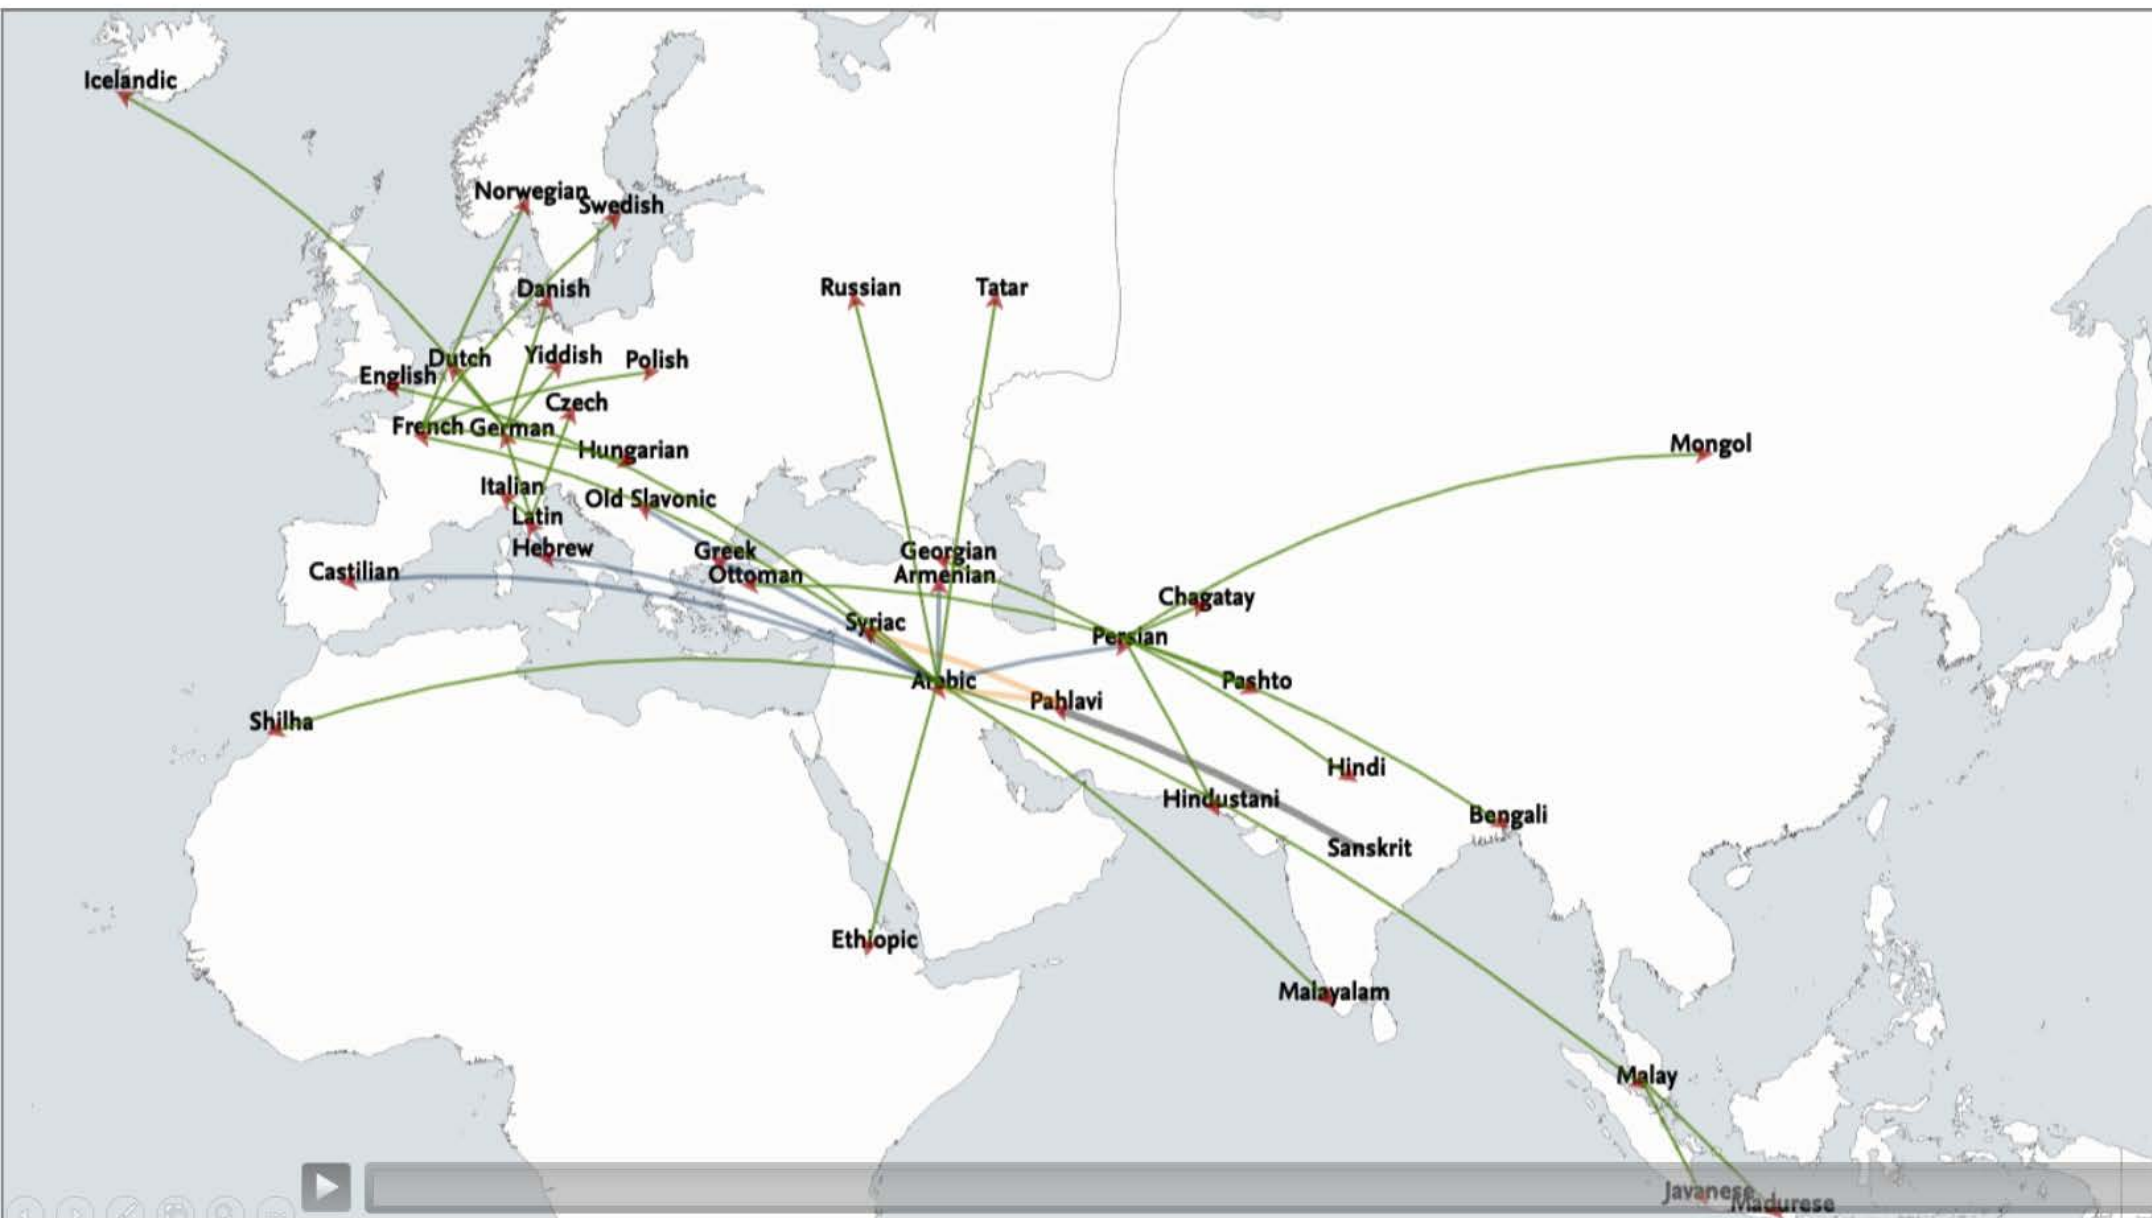 Icelandic
Norwegian
Swedish
Danish
Russian
Tatar
Dutch
Yiddish
Polish
English
Czech
French
German
Hungarian
Mongol
Italian
Old Slavonic
Latin
Hebrew
Greek
Georgian
Castilian
Ottoman
Armenian
Chagatay
Syriac
Persian
Arabic
Pashto
Pahlavi
Shilha
Hindi
Hindustani
Bengali
Sanskrit
Ethiopic
Malayalam
Malay
Javanese
Madurese